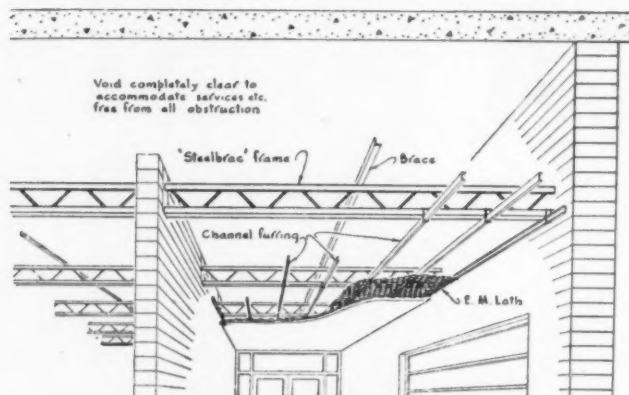 Void completely clear to
accommodate services etc.
free from all obstruction
"Steelbrac" frame
Brace
Channel furring
E. M. Lath